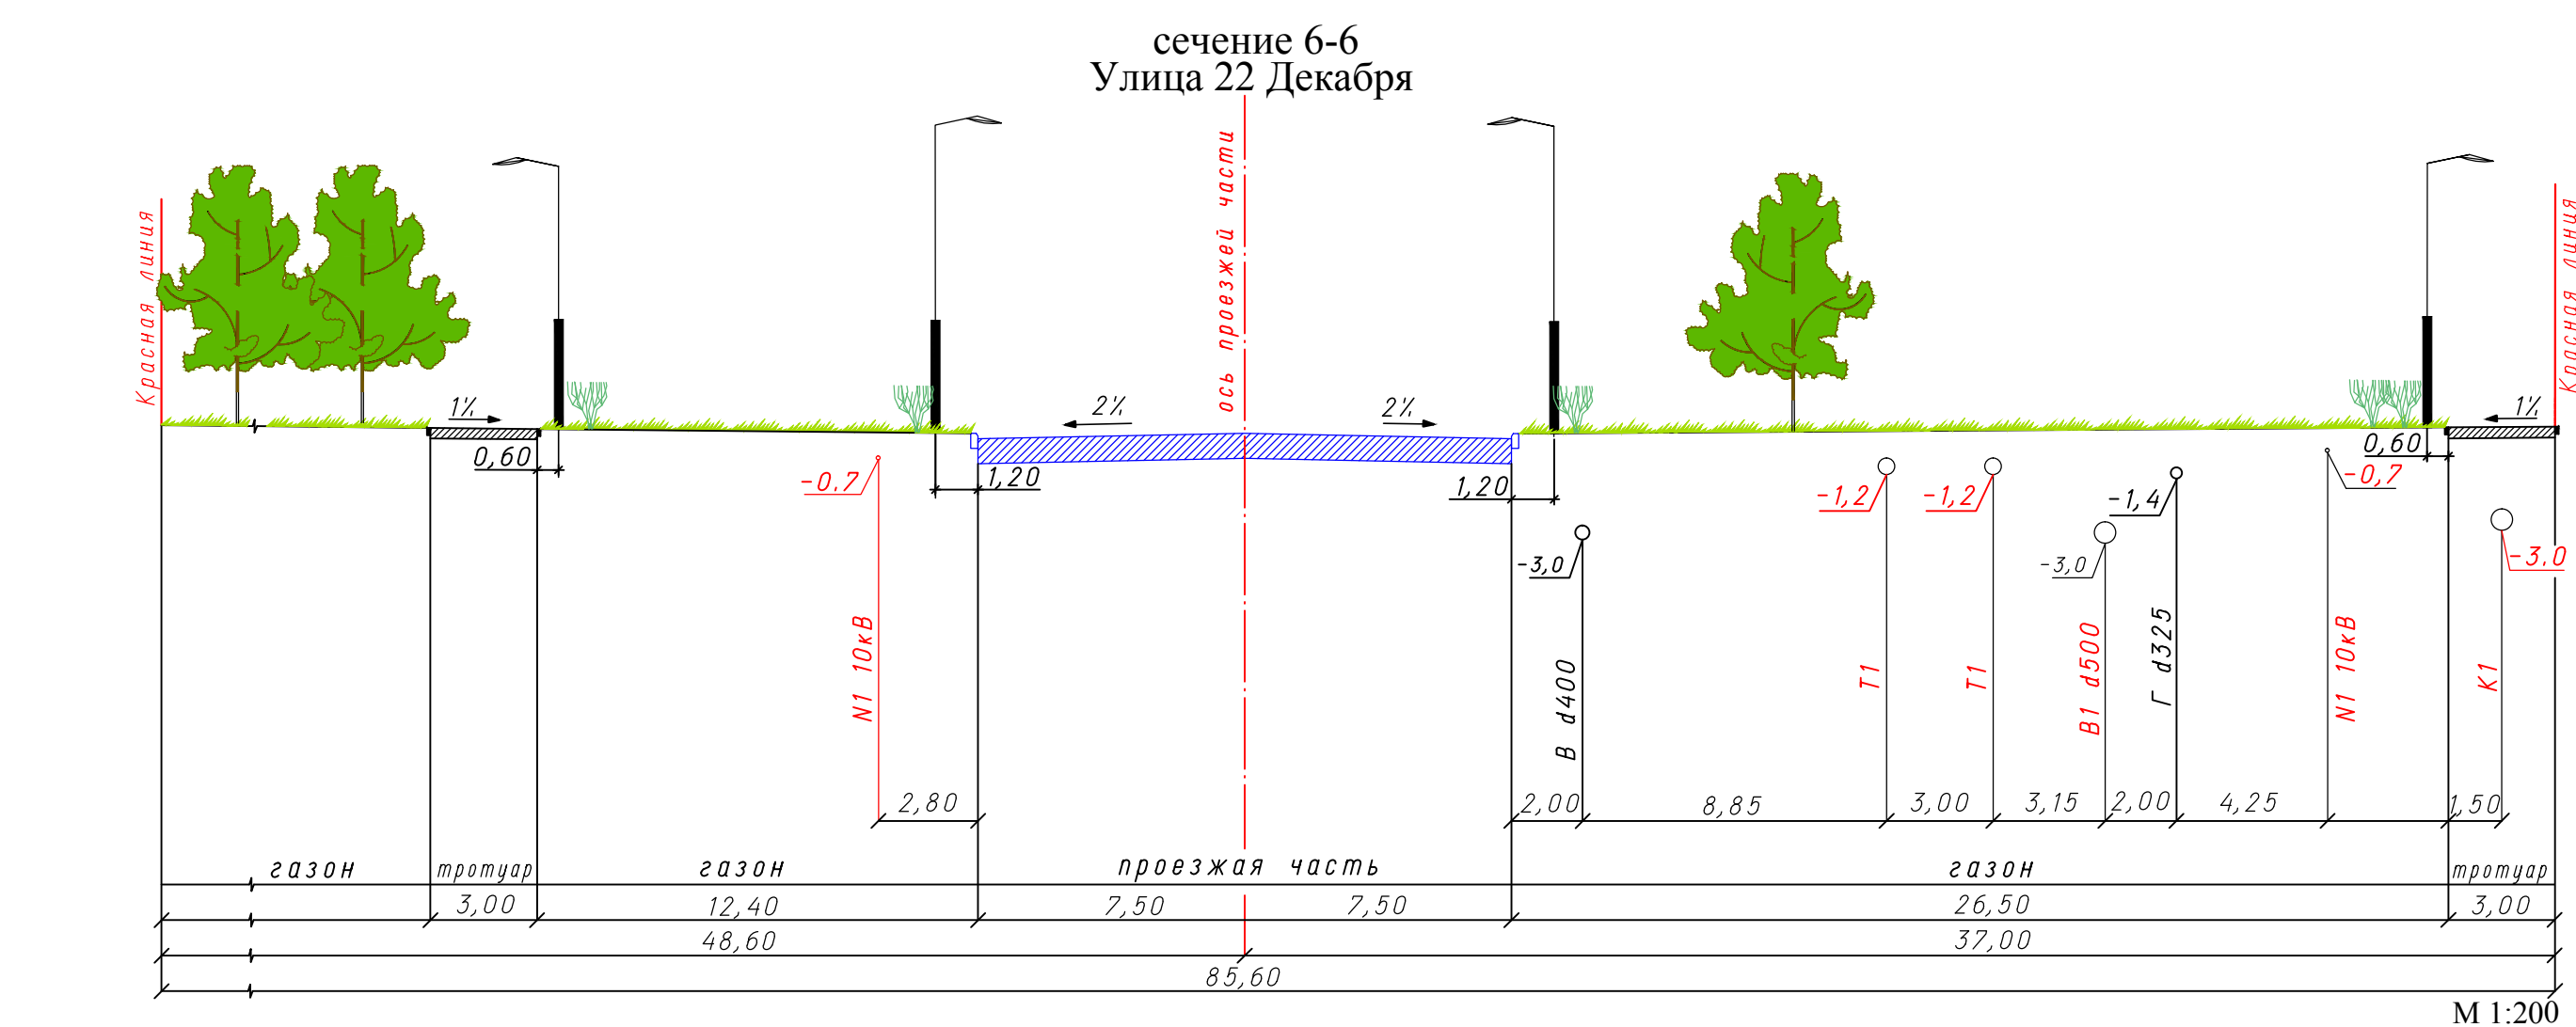 сечение 6-6
Улица 22 Декабря
Красная линия
ось проезжей части
Красная линия
1%
2%
2%
1%
0,60
-0.7
1,20
1,20
-3,0
-1,2
-1,2
-3,0
-1,4
-0,7
0,60
-3.0
N1 10кВ
В d400
Т1
Т1
В1 d500
Г d325
N1 10кВ
К1
2,80
2,00
8,85
3,00
3,15
2,00
4,25
1,50
газон
тротуар
газон
проезжая часть
газон
тротуар
3,00
12,40
7,50
7,50
26,50
3,00
48,60
37,00
85,60
М 1:200